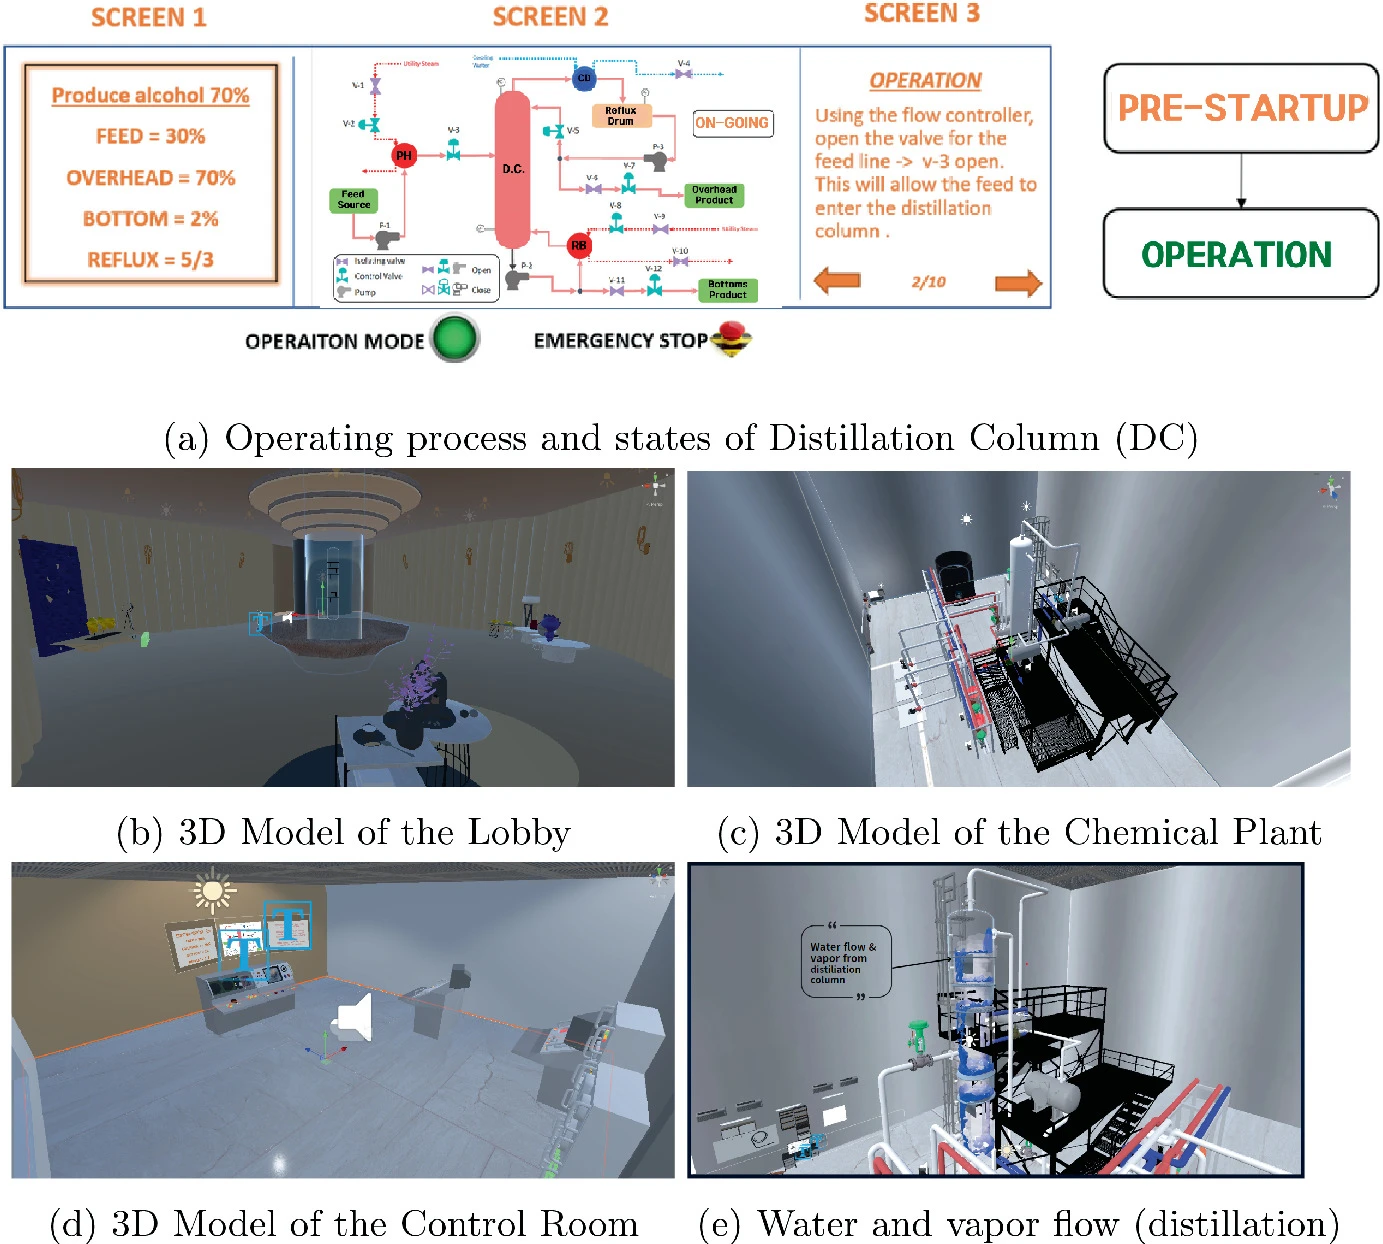 SCREEN 1
SCREEN 2
SCREEN 3
Produce alcohol 70%
FEED = 30%
OVERHEAD = 70%
BOTTOM = 2%
REFLUX = 5/3
Utility Steam
V-1
V-2
PH
V-3
Feed
Source
P-1
Isolating valve
Control Valve
Pump
Open
Close
Cooling
Water
CD
V-4
Reflux
Drum
ON-GOING
V-5
P-3
D.C.
V-6
V-7
Overhead
Product
V-8
V-9
Utility Steam
RB
V-10
P-2
V-11
V-12
Bottoms
Product
OPERATION
Using the flow controller,
open the valve for the
feed line -> v-3 open.
This will allow the feed to
enter the distillation
column .
2/10
PRE-STARTUP
OPERATION
OPERAITON MODE
EMERGENCY STOP
(a) Operating process and states of Distillation Column (DC)
(b) 3D Model of the Lobby
(c) 3D Model of the Chemical Plant
T
T
“
Water flow &
vapor from
distillation
column
”
(d) 3D Model of the Control Room
(e) Water and vapor flow (distillation)